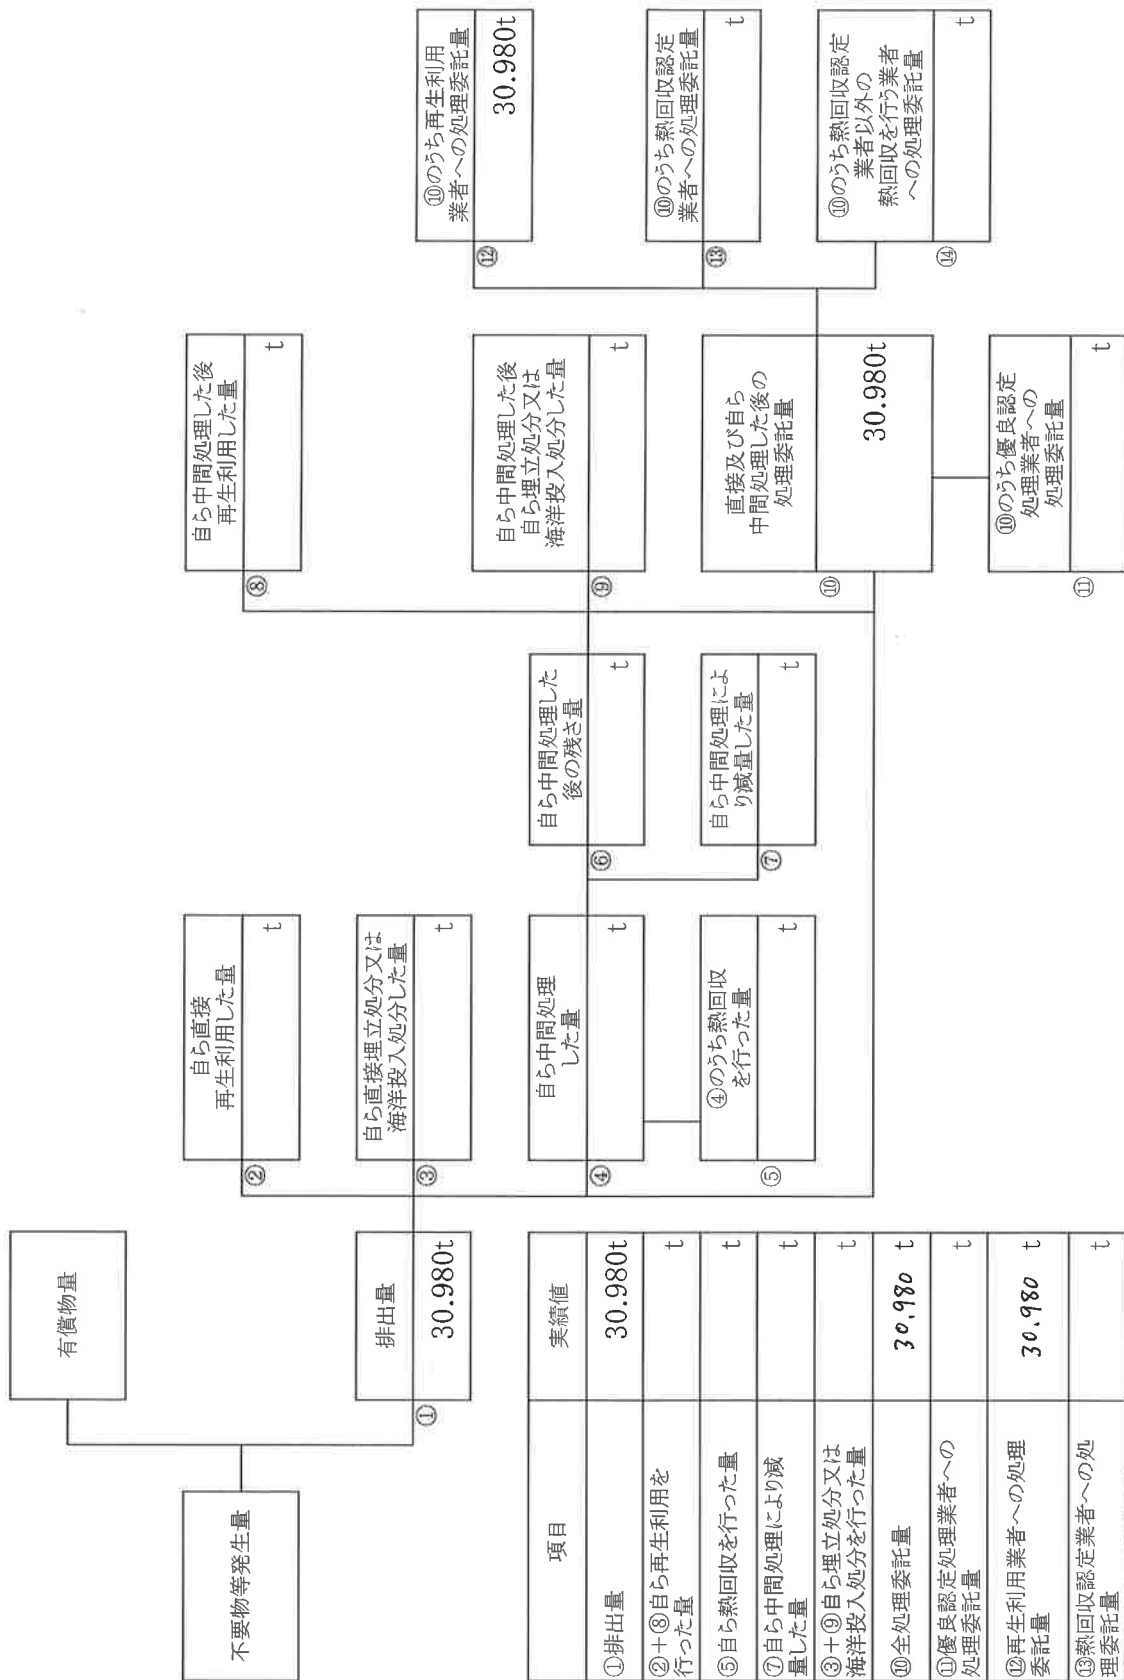 有償物量
不要物等発生量
①
排出量
30.980t
②
自ら直接
再生利用した量
t
③
自ら直接埋立処分又は
海洋投入処分した量
t
④
自ら中間処理
した量
t
⑤
④のうち熱回収
を行った量
t
⑥
自ら中間処理した
後の残さ量
t
⑦
自ら中間処理によ
り減量した量
t
⑧
自ら中間処理した後
再生利用した量
t
⑨
自ら中間処理した後
自ら埋立処分又は
海洋投入処分した量
t
⑩
直接及び自ら
中間処理した後の
処理委託量
30.980t
⑪
⑩のうち優良認定
処理業者への
処理委託量
t
⑫
⑩のうち再生利用
業者への処理委託量
30.980t
⑬
⑩のうち熱回収認定
業者への処理委託量
t
⑭
⑩のうち熱回収認定
業者以外の
熱回収を行う業者
への処理委託量
t
項目 実績値
①排出量 30.980t
②+⑧自ら再生利用を
行った量 t
⑤自ら熱回収を行った量 t
⑦自ら中間処理により減
量した量 t
③+⑨自ら埋立処分又は
海洋投入処分を行った量 t
⑩全処理委託量 30.980 t
⑪優良認定処理業者への
処理委託量 t
⑫再生利用業者への処理
委託量 30.980 t
⑬熱回収認定業者への処
理委託量 t